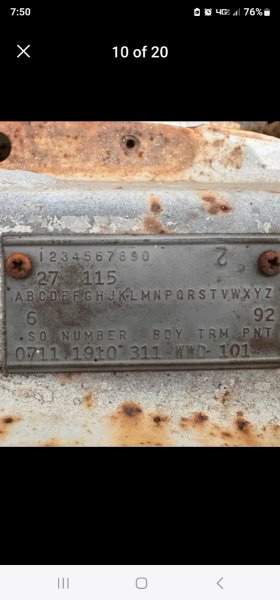 7:50
76%
10 of 20
1234567890 2
27 115
ABCDEFGHJKLMNPQRSTVWXYZ
6 92
SO NUMBER BDY TRM PNT
0711 1910 311 WWD 101